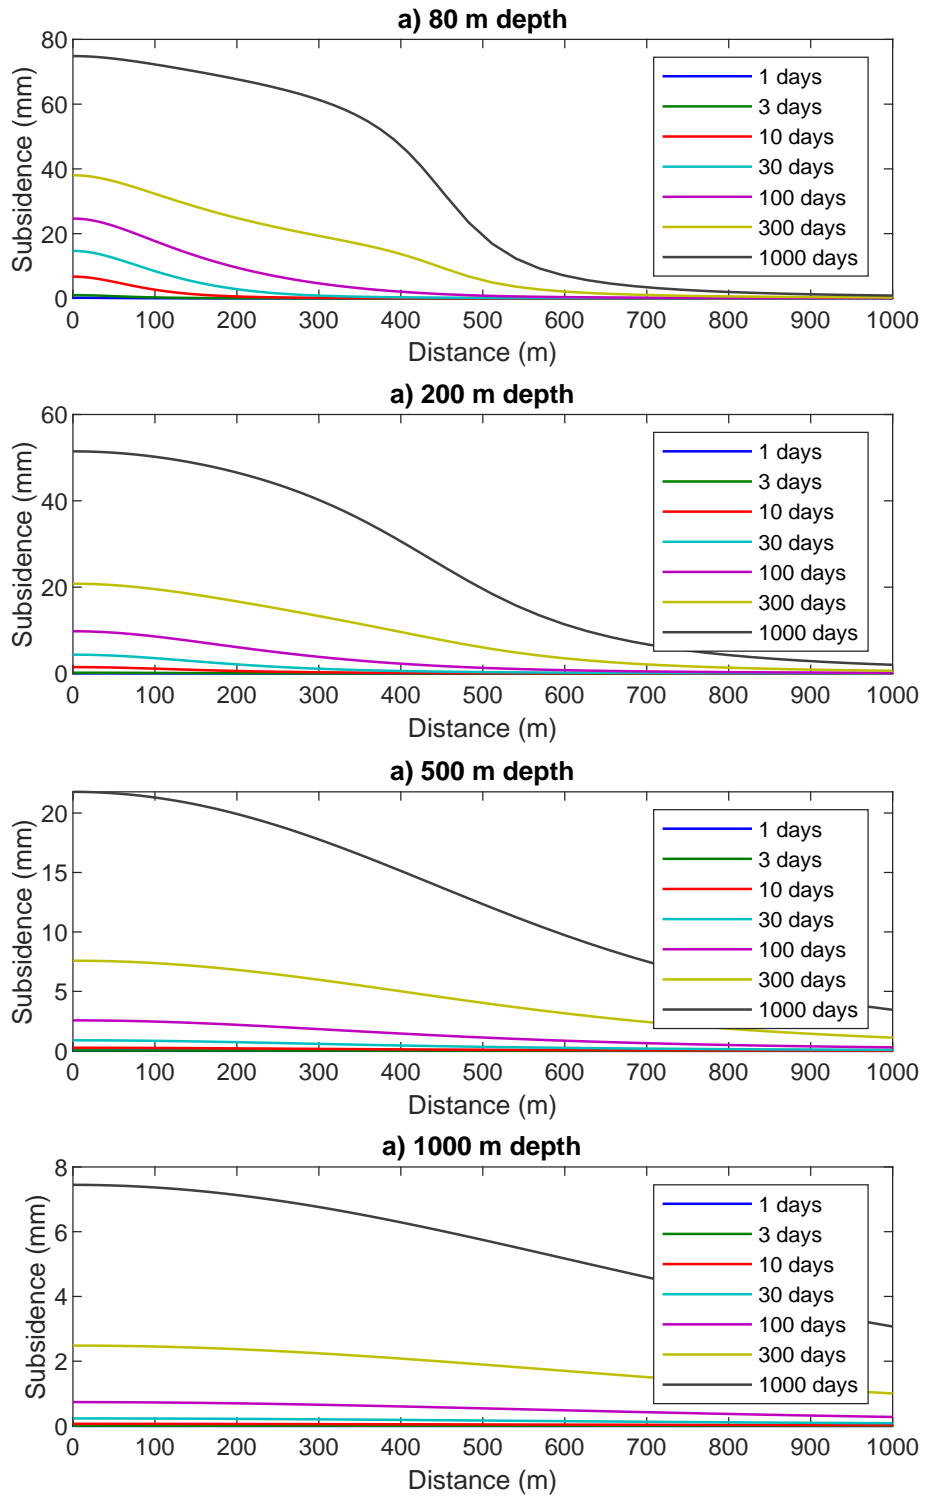 a) 80 m depth
80
60
40
20
0
Subsidence (mm)
1 days
3 days
10 days
30 days
100 days
300 days
1000 days
0 100 200 300 400 500 600 700 800 900 1000
Distance (m)
a) 200 m depth
60
40
20
0
Subsidence (mm)
1 days
3 days
10 days
30 days
100 days
300 days
1000 days
0 100 200 300 400 500 600 700 800 900 1000
Distance (m)
a) 500 m depth
20
15
10
5
0
Subsidence (mm)
1 days
3 days
10 days
30 days
100 days
300 days
1000 days
0 100 200 300 400 500 600 700 800 900 1000
Distance (m)
a) 1000 m depth
8
6
4
2
0
Subsidence (mm)
1 days
3 days
10 days
30 days
100 days
300 days
1000 days
0 100 200 300 400 500 600 700 800 900 1000
Distance (m)